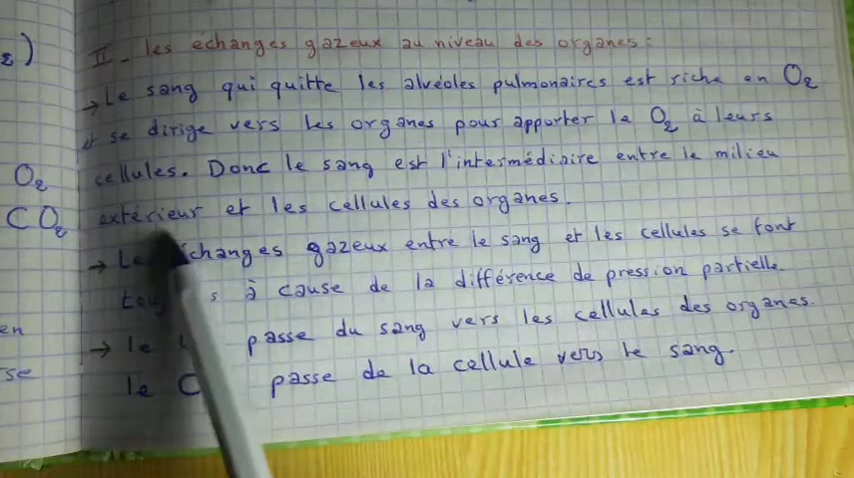 ε)
II - les echanges gazeux au niveau des organes:
→ Le sang qui quitte les alvéoles pulmonaires est riche en O₂
et se dirige vers les organes pour apporter le O₂ à leurs
O₂
cellules. Donc le sang est l'intermédiaire entre le milieu
CO₂
extérieur et les cellules des organes.
→ changes gazeux entre le sang et les cellules se font
à cause de la différence de pression partielle.
en
→ le passe du sang vers les cellules des organes.
se
le passe de la cellule vers le sang.